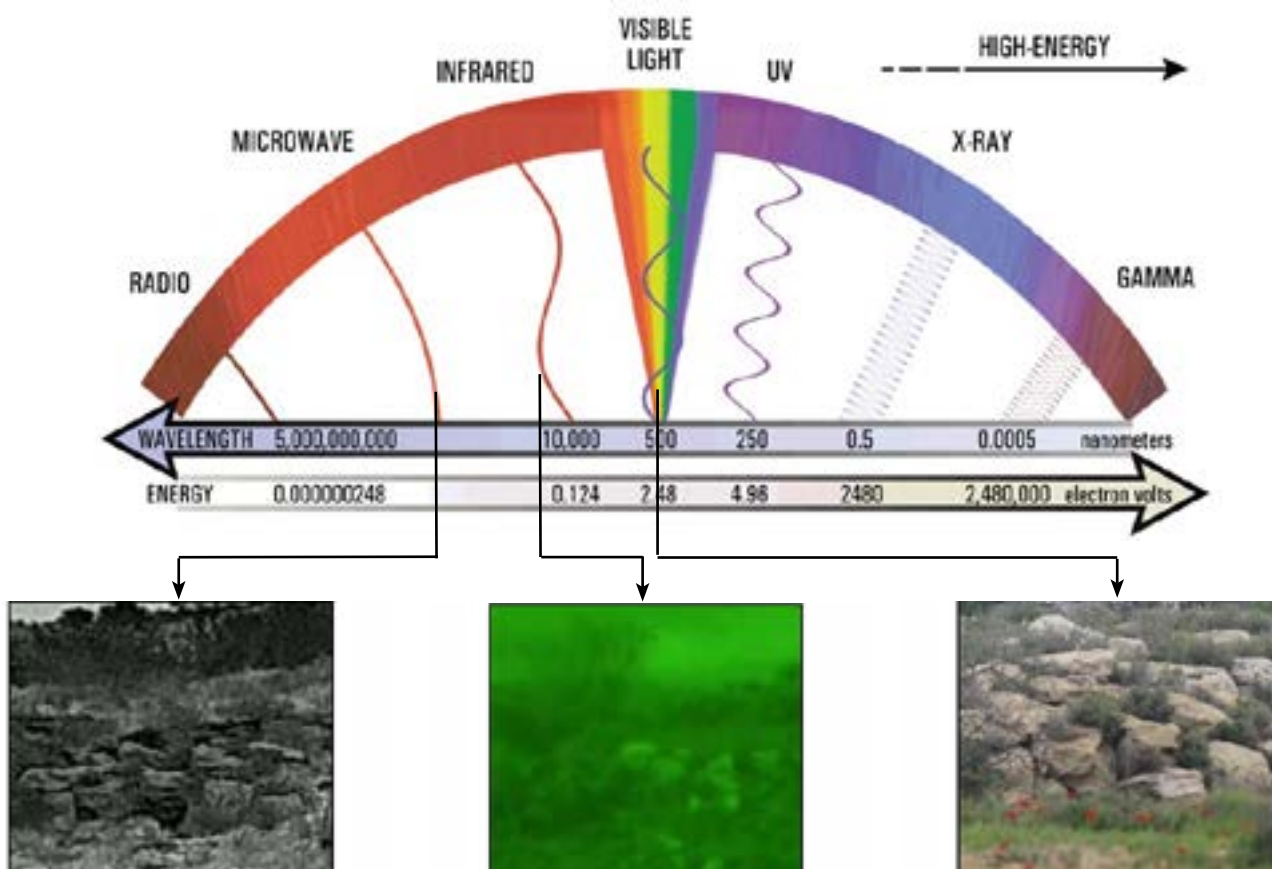 VISIBLE
LIGHT
HIGH-ENERGY
INFRARED
UV
MICROWAVE
X-RAY
RADIO
GAMMA
WAVELENGTH 5,000,000,000 10,000 500 250 0.5 0.0005 nanometers
ENERGY 0.000000248 0.124 2.48 4.96 2480 2,480,000 electron volts